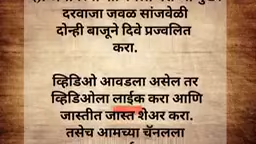 दरवाजा जवळ सांजवेळी
दोन्ही बाजूने दिवे प्रज्वलित
करा.
व्हिडिओ आवडला असेल तर
व्हिडिओला लाईक करा आणि
जास्तीत जास्त शेअर करा.
तसेच आमच्या चॅनलला